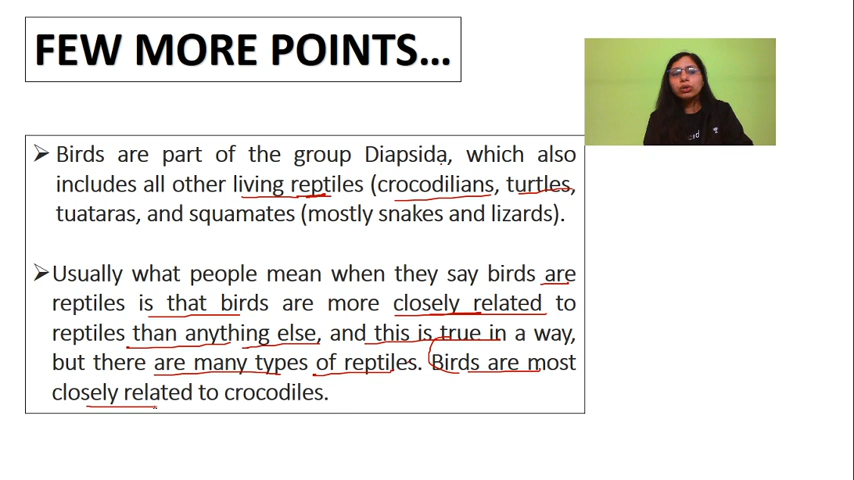 FEW MORE POINTS…
➢ Birds are part of the group Diapsida, which also
includes all other living reptiles (crocodilians, turtles,
tuataras, and squamates (mostly snakes and lizards).
➢ Usually what people mean when they say birds are
reptiles is that birds are more closely related to
reptiles than anything else, and this is true in a way,
but there are many types of reptiles. Birds are most
closely related to crocodiles.